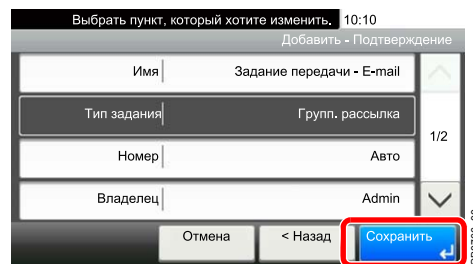 Выбрать пункт, который хотите изменить. 10:10
Добавить - Подтверждение
Имя Задание передачи - E-mail
Тип задания Групп. рассылка
1/2
Номер Авто
Владелец Admin
Отмена < Назад Сохранить